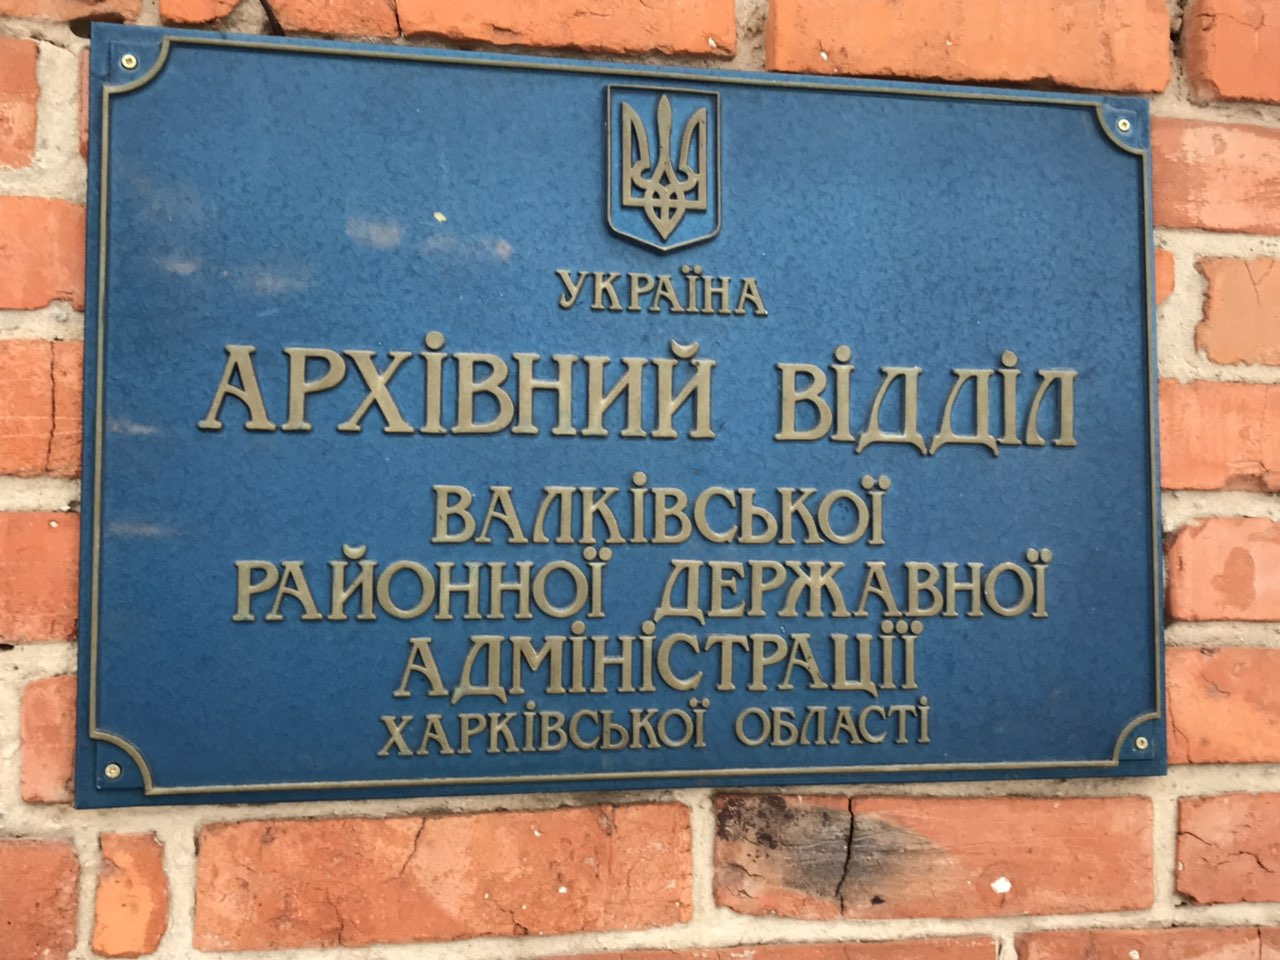 УКРАЇНА
АРХІВНИЙ ВІДДІЛ
ВАЛКІВСЬКОЇ
РАЙОННОЇ ДЕРЖАВНОЇ
АДМІНІСТРАЦІЇ
ХАРКІВСЬКОЇ ОБЛАСТІ